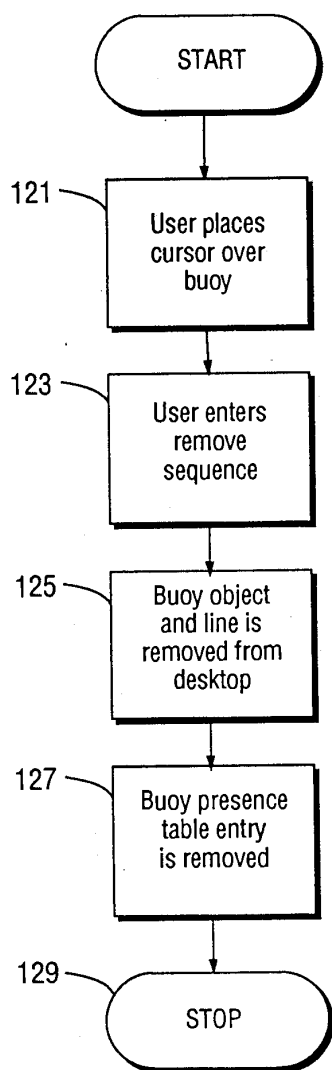 START
121
User places
cursor over
buoy
123
User enters
remove
sequence
125
Buoy object
and line is
removed from
desktop
127
Buoy presence
table entry
is removed
129
STOP